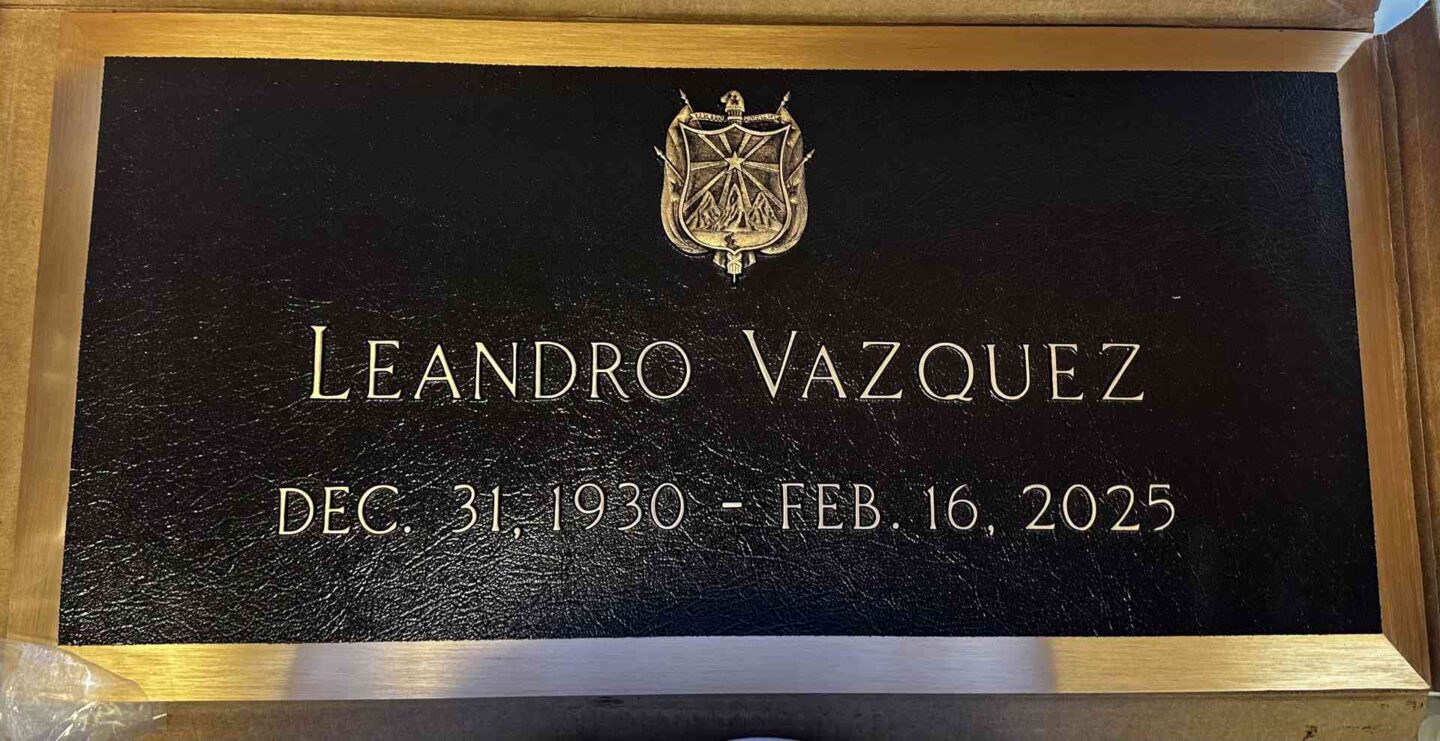 LEANDRO VAZQUEZ
DEC. 31, 1930 - FEB. 16, 2025